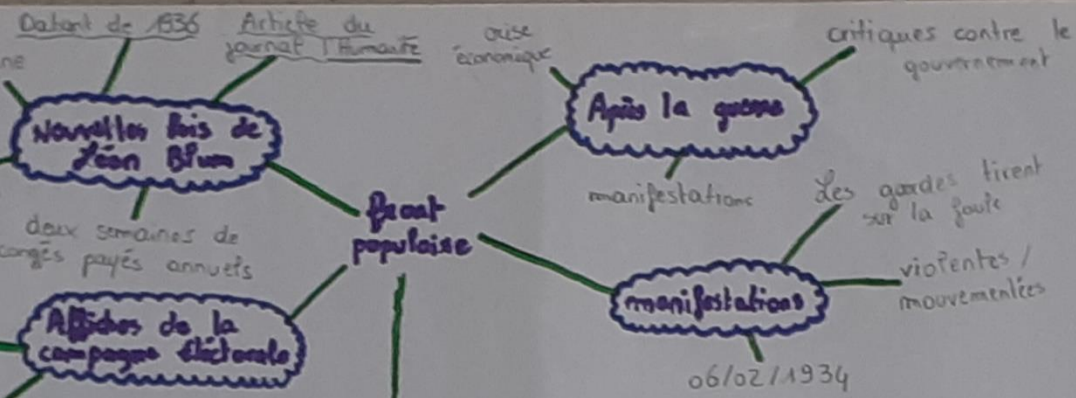 Datant de 1936
Article du
journal l'Humanité
crise
économique
critiques contre le
gouvernement
ne
Nouvelles lois de
Léon Blum
Après la guerre
manifestations
Les gardes tirent
sur la foule
deux semaines de
congés payés annuels
front
populaire
violentes /
mouvementées
manifestations
Affiches de la
campagne éléctorale
06/02/1934